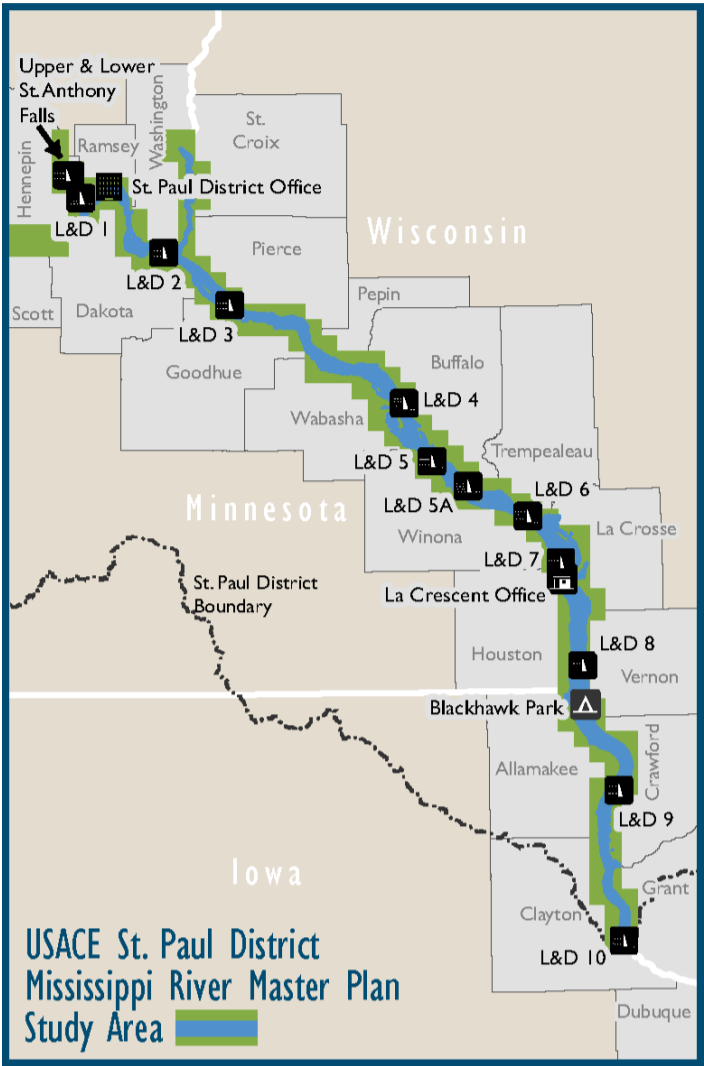 Upper & Lower
St. Anthony
Falls
Hennepin
Ramsey
Washington
St.
Croix
St. Paul District Office
L&D 1
Wisconsin
Pierce
L&D 2
Pepin
Scott
Dakota
L&D 3
Goodhue
Buffalo
L&D 4
Wabasha
Trempealeau
L&D 5
L&D 6
L&D 5A
Minnesota
Winona
La Crosse
L&D 7
St. Paul District
Boundary
La Crescent Office
L&D 8
Houston
Vernon
Blackhawk Park
Crawford
Allamakee
L&D 9
Iowa
Grant
Clayton
L&D 10
USACE St. Paul District
Mississippi River Master Plan
Study Area
Dubuque